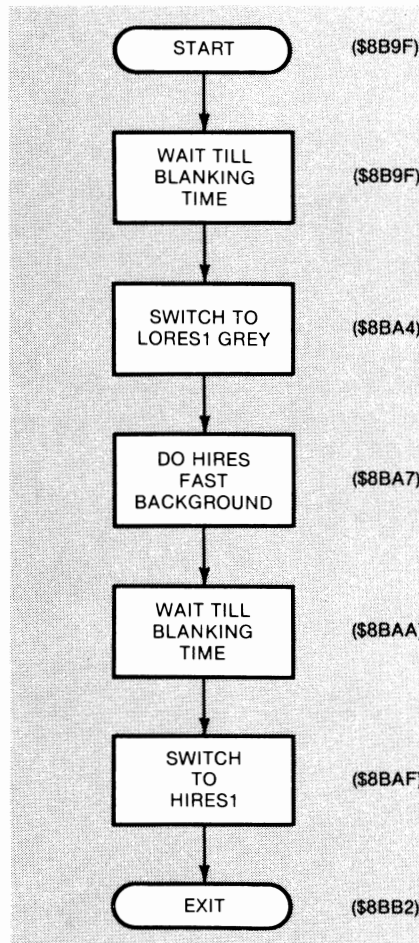 START ($8B9F)
WAIT TILL
BLANKING ($8B9F)
TIME
SWITCH TO
LORES1 GREY ($8BA4)
DO HIRES
FAST ($8BA7)
BACKGROUND
WAIT TILL
BLANKING ($8BAA)
TIME
SWITCH
TO ($8BAF)
HIRES1
EXIT ($8BB2)